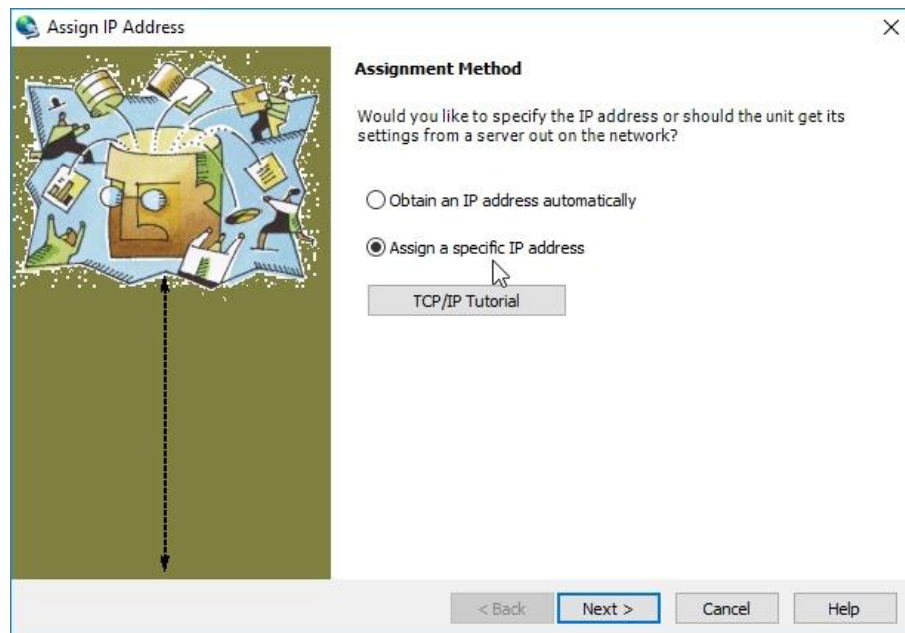 Assign IP Address
Assignment Method
Would you like to specify the IP address or should the unit get its
settings from a server out on the network?
Obtain an IP address automatically
Assign a specific IP address
TCP/IP Tutorial
< Back Next > Cancel Help